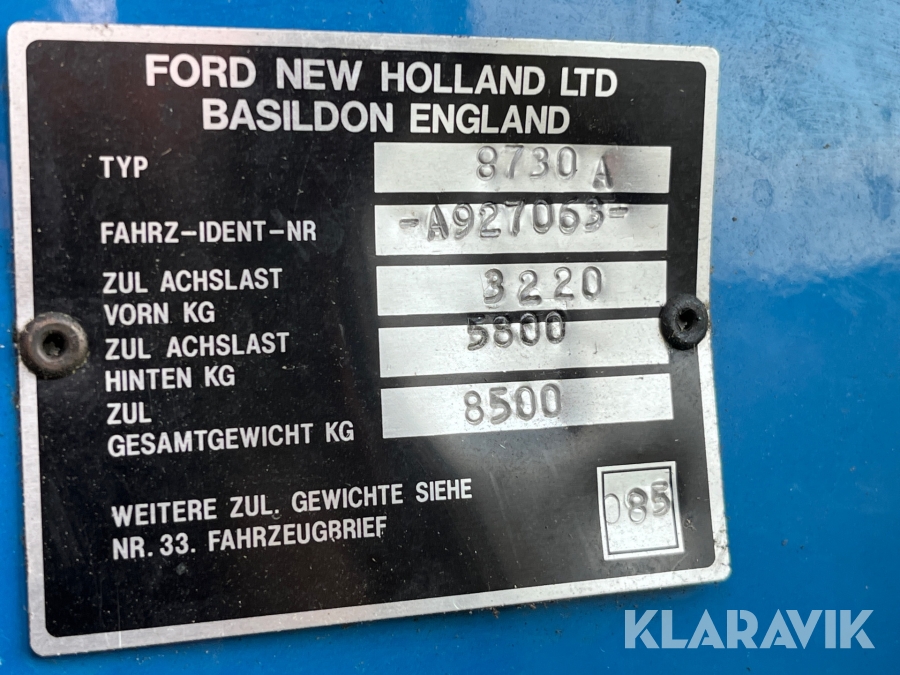 FORD NEW HOLLAND LTD
BASILDON ENGLAND
TYP 8730 A
FAHRZ-IDENT-NR -A927063-
ZUL ACHSLAST
VORN KG 3220
ZUL ACHSLAST
HINTEN KG 5800
ZUL
GESAMTGEWICHT KG 8500
WEITERE ZUL. GEWICHTE SIEHE
NR. 33. FAHRZEUGBRIEF
085
KLARAVIK